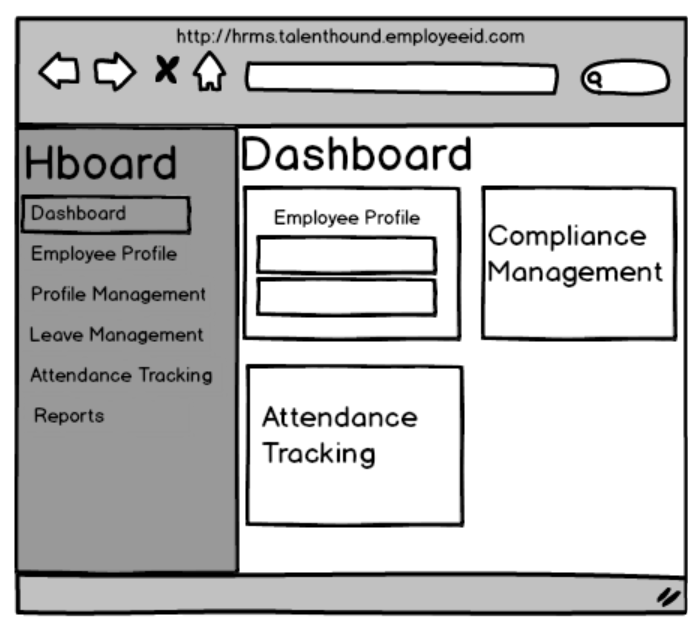 http://hrms.talenthound.employeeid.com
Hboard
Dashboard
Employee Profile
Profile Management
Leave Management
Attendance Tracking
Reports
Dashboard
Employee Profile
Compliance
Management
Attendance
Tracking